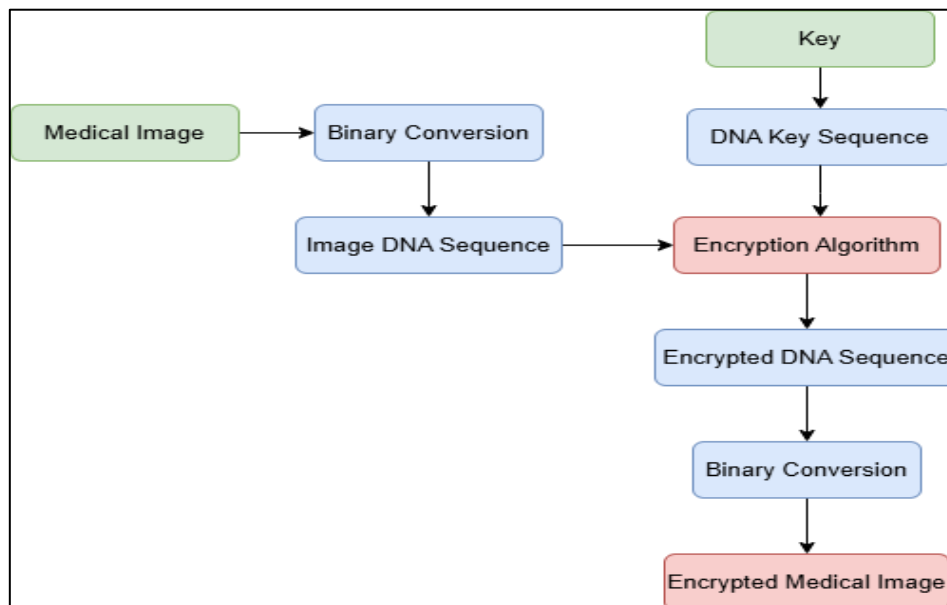 Key
Medical Image
Binary Conversion
DNA Key Sequence
Image DNA Sequence
Encryption Algorithm
Encrypted DNA Sequence
Binary Conversion
Encrypted Medical Image